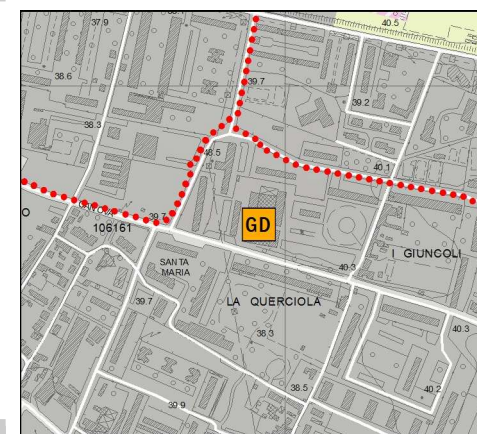 37.9
40.5
38.6
39.7
39.2
38.3
48.5
40.1
CANOVA
39.7
O
106161
GD
I GIUNCOLI
SANTA
MARIA
40.3
39.7
LA QUERCIOLA
38.3
40.3
38.5
40.2
39.9